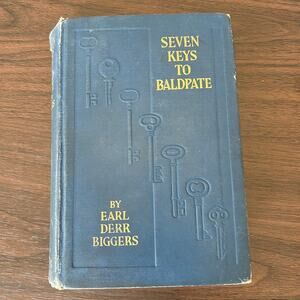 SEVEN
KEYS
TO
BALDPATE
BY
EARL
DERR
BIGGERS